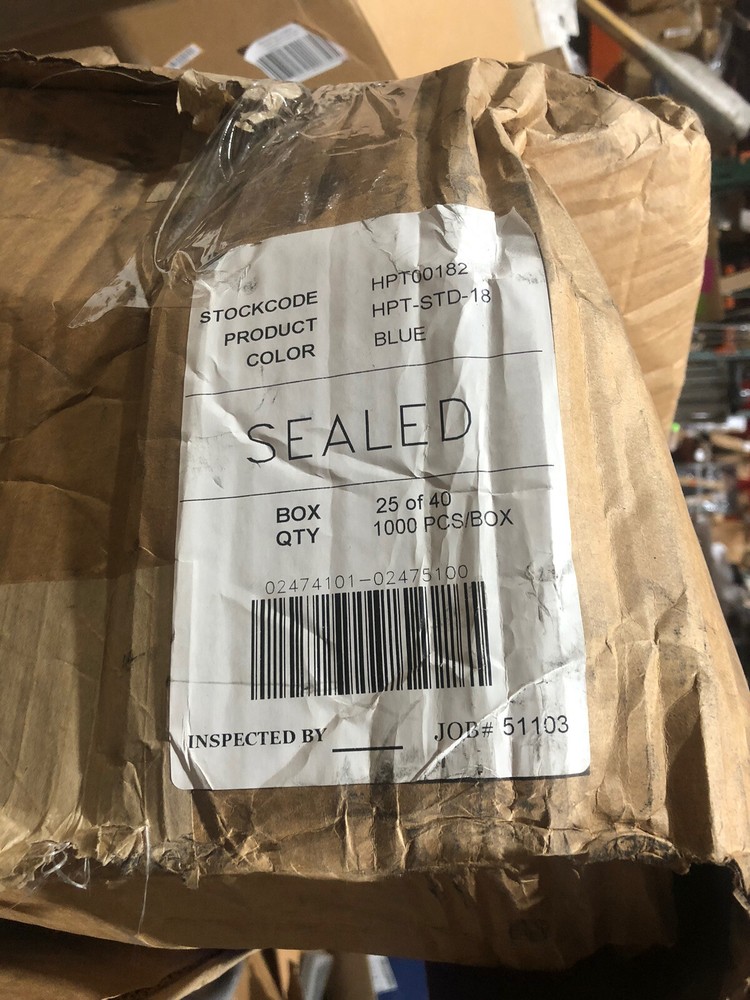 STOCKCODE HPT00182
PRODUCT HPT-STD-18
COLOR BLUE
SEALED
BOX 25 of 40
QTY 1000 PCS/BOX
02474101-02475100
INSPECTED BY ____ JOB# 51103